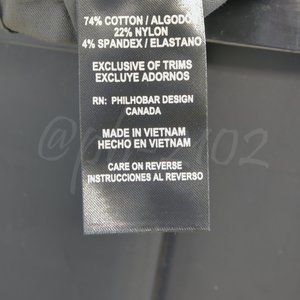 74% COTTON / ALGODO
22% NYLON
4% SPANDEX / ELASTANO
EXCLUSIVE OF TRIMS
EXCLUYE ADORNOS
RN: PHILHOBAR DESIGN
CANADA
MADE IN VIETNAM
HECHO EN VIETNAM
CARE ON REVERSE
INSTRUCCIONES AL REVERSO